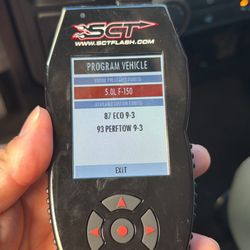 SCT
WWW.SCTFLASH.COM
PROGRAM VEHICLE
5.0L F-150
87 ECO 9-3
93 PERFTOW 9-3
EXIT